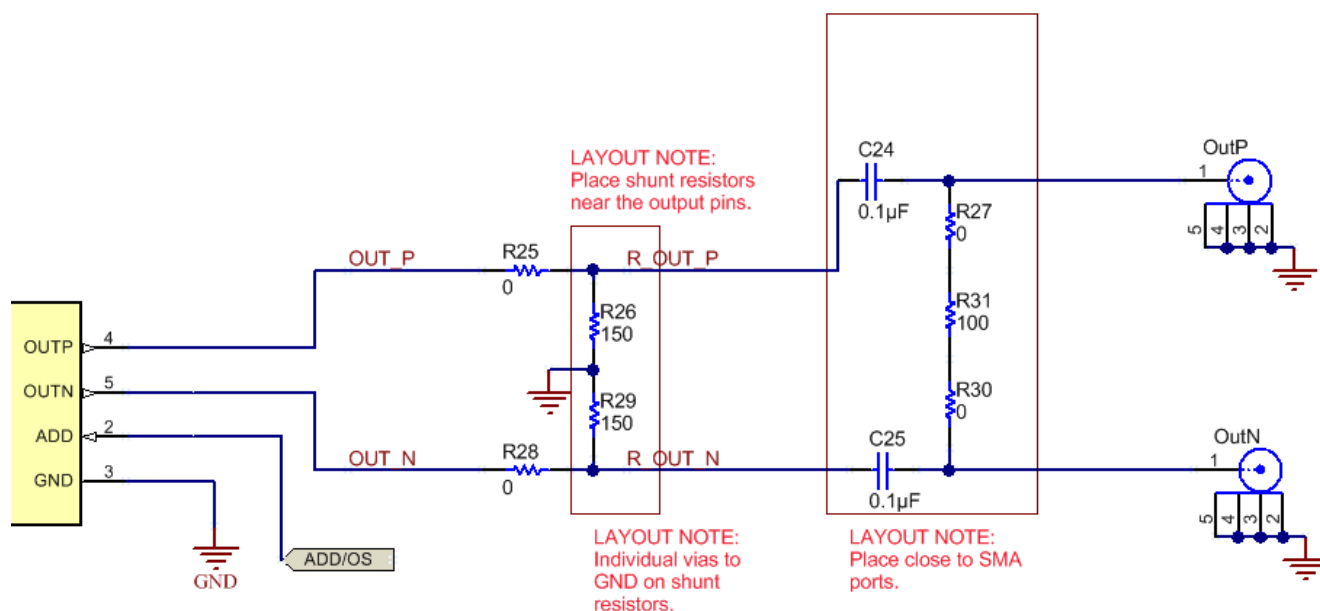 OutP
C24
1
LAYOUT NOTE:
Place shunt resistors
near the output pins.
0.1µF
R27
0
5
4
3
2
R25
OUT_P
R_OUT_P
0
R26
150
R31
100
OUTP
4
OUTN
5
R29
150
R30
0
ADD
2
C25
OutN
R28
OUT_N
R_OUT_N
1
GND
3
0
0.1µF
5
4
3
2
LAYOUT NOTE:
Individual vias to
GND on shunt
resistors.
LAYOUT NOTE:
Place close to SMA
ports.
ADD/OS
GND